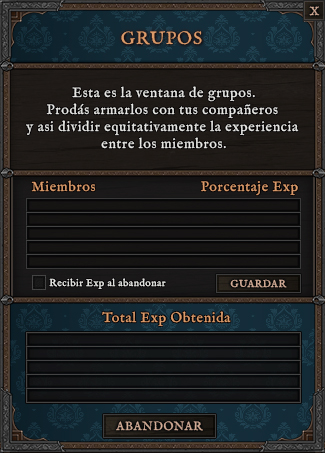 X
GRUPOS
Esta es la ventana de grupos.
Prodás armarlos con tus compañeros
y asi dividir equitativamente la experiencia
entre los miembros.
Miembros Porcentaje Exp
Recibir Exp al abandonar GUARDAR
Total Exp Obtenida
ABANDONAR